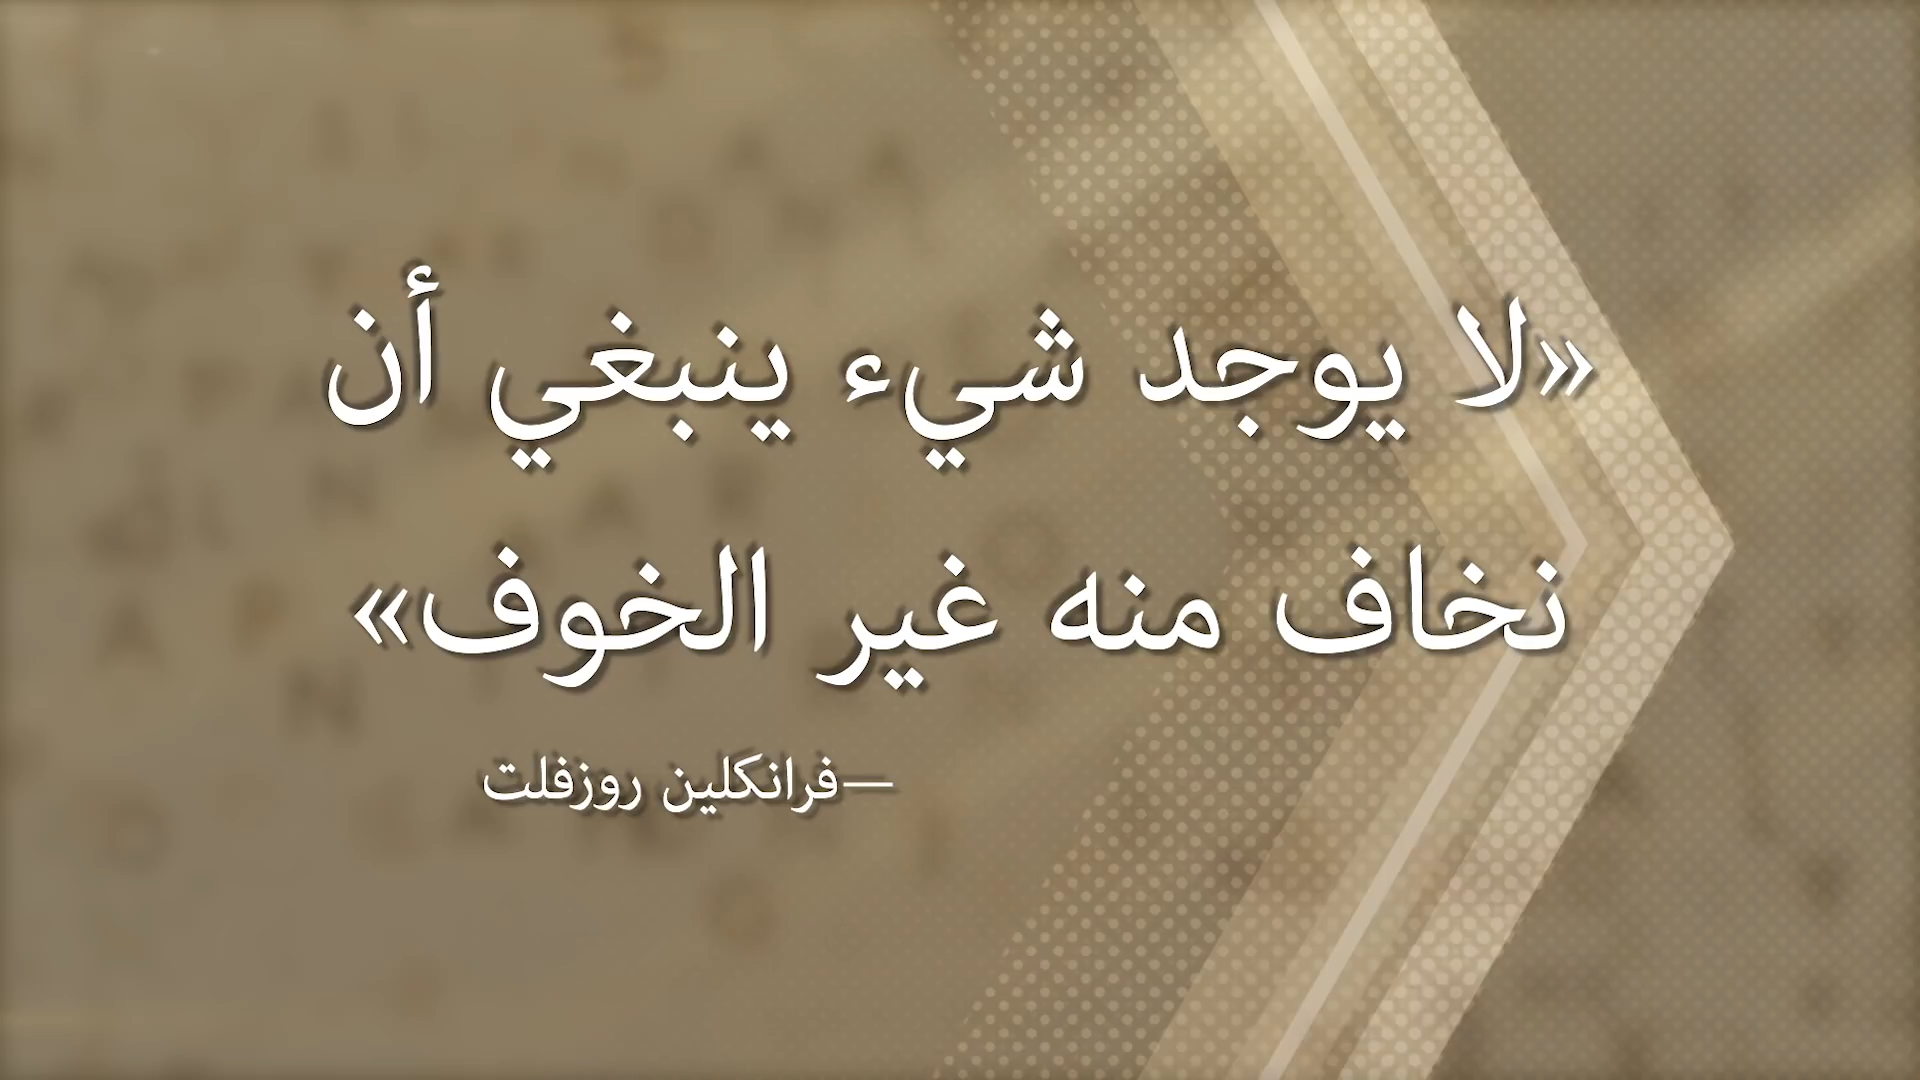 «لا يوجد شيء ينبغي أن
نخاف منه غير الخوف»
—فرانكلين روزفلت